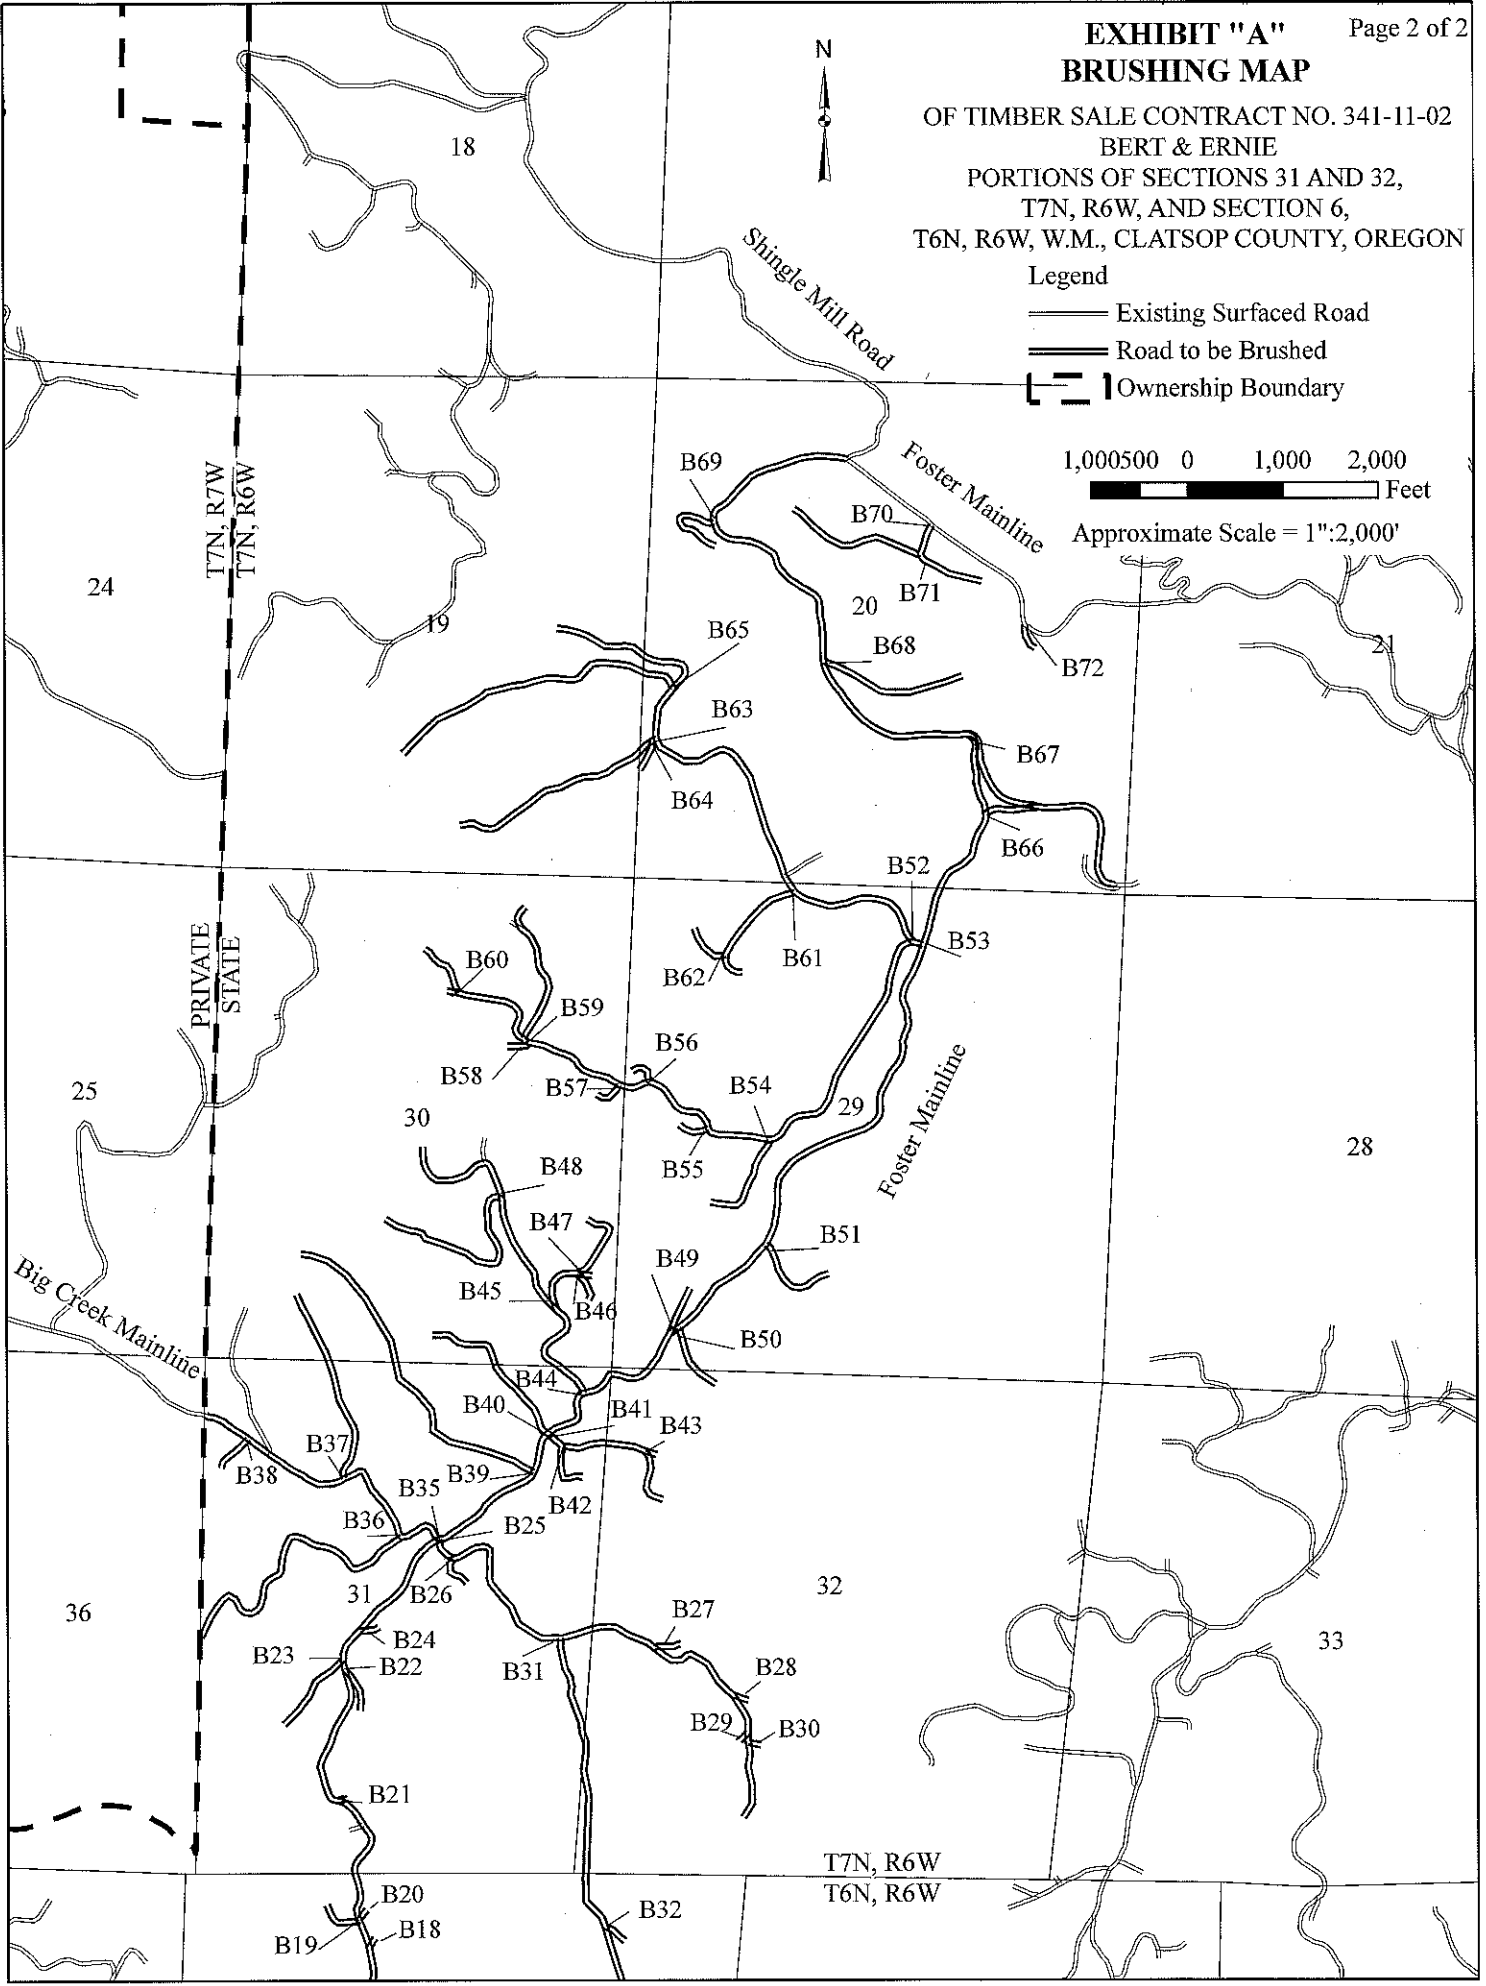 EXHIBIT "A"
Page 2 of 2
BRUSHING MAP
OF TIMBER SALE CONTRACT NO. 341-11-02
BERT & ERNIE
PORTIONS OF SECTIONS 31 AND 32,
T7N, R6W, AND SECTION 6,
T6N, R6W, W.M., CLATSOP COUNTY, OREGON
Legend
Existing Surfaced Road
Road to be Brushed
Ownership Boundary
1,000500 0 1,000 2,000
Feet
Approximate Scale = 1":2,000'
N
18
Shingle Mill Road
Foster Mainline
T7N, R7W
T7N, R6W
B69
B70
B71
20
24
19
B65
B68
B72
21
B63
B67
B64
B66
B52
B53
B61
B62
PRIVATE
STATE
B60
B59
B56
B58
B57
B54
25
30
29
Foster Mainline
B55
28
B48
B47
B51
B49
B45
B46
Big Creek Mainline
B50
B44
B40
B41
B43
B37
B38
B39
B35
B42
B36
B25
31
B26
32
36
B27
B24
33
B23
B22
B31
B28
B29
B30
B21
T7N, R6W
T6N, R6W
B20
B32
B19
B18